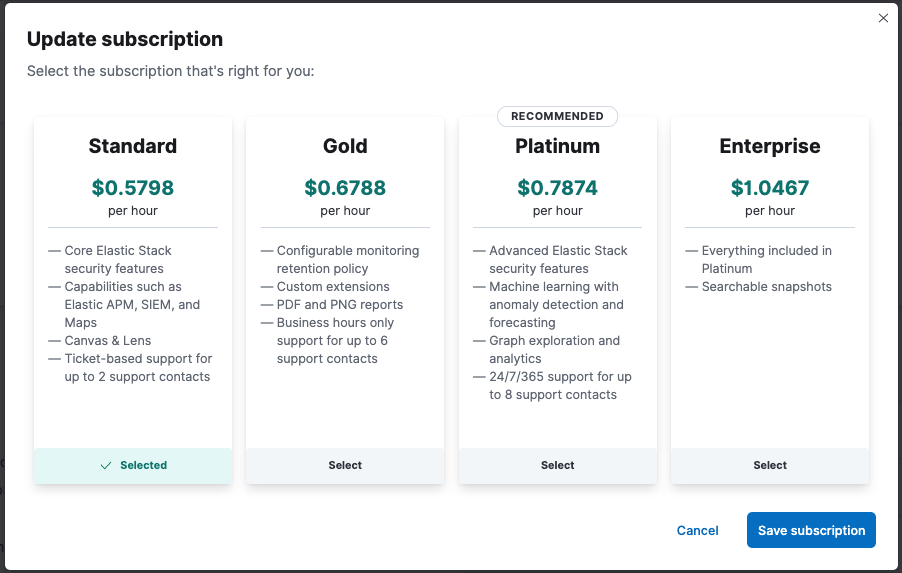 Update subscription
Select the subscription that's right for you:
Standard
$0.5798
per hour
— Core Elastic Stack
security features
— Capabilities such as
Elastic APM, SIEM, and
Maps
— Canvas & Lens
— Ticket-based support for
up to 2 support contacts
Selected
Gold
$0.6788
per hour
— Configurable monitoring
retention policy
— Custom extensions
— PDF and PNG reports
— Business hours only
support for up to 6
support contacts
Select
RECOMMENDED
Platinum
$0.7874
per hour
— Advanced Elastic Stack
security features
— Machine learning with
anomaly detection and
forecasting
— Graph exploration and
analytics
— 24/7/365 support for up
to 8 support contacts
Select
Enterprise
$1.0467
per hour
— Everything included in
Platinum
— Searchable snapshots
Select
Cancel
Save subscription